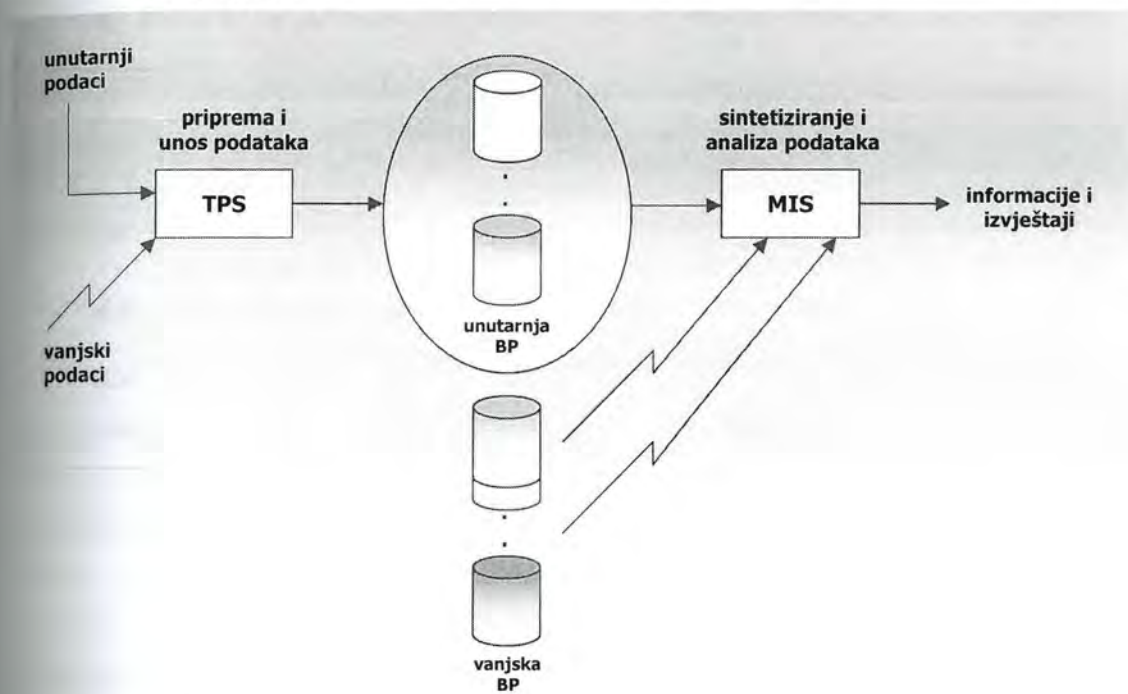 unutarnji
podaci
priprema i
unos podataka
TPS
vanjski
podaci
unutarnja
BP
vanjska
BP
sintetiziranje i
analiza podataka
MIS
informacije i
izvještaji